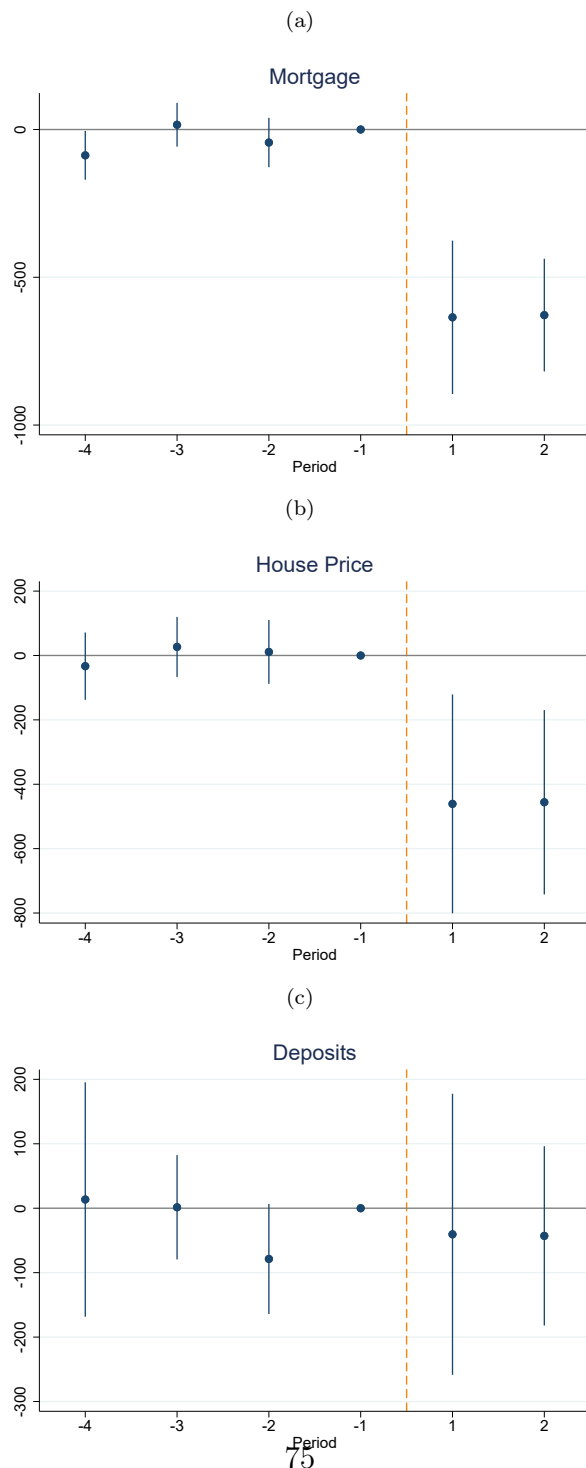 (a)
Mortgage
0
-500
-1000
-4 -3 -2 -1 1 2
Period
(b)
House Price
200
0
-200
-400
-600
-800
-4 -3 -2 -1 1 2
Period
(c)
Deposits
200
100
0
-100
-200
-300
-4 -3 -2 -1 1 2
Period
75